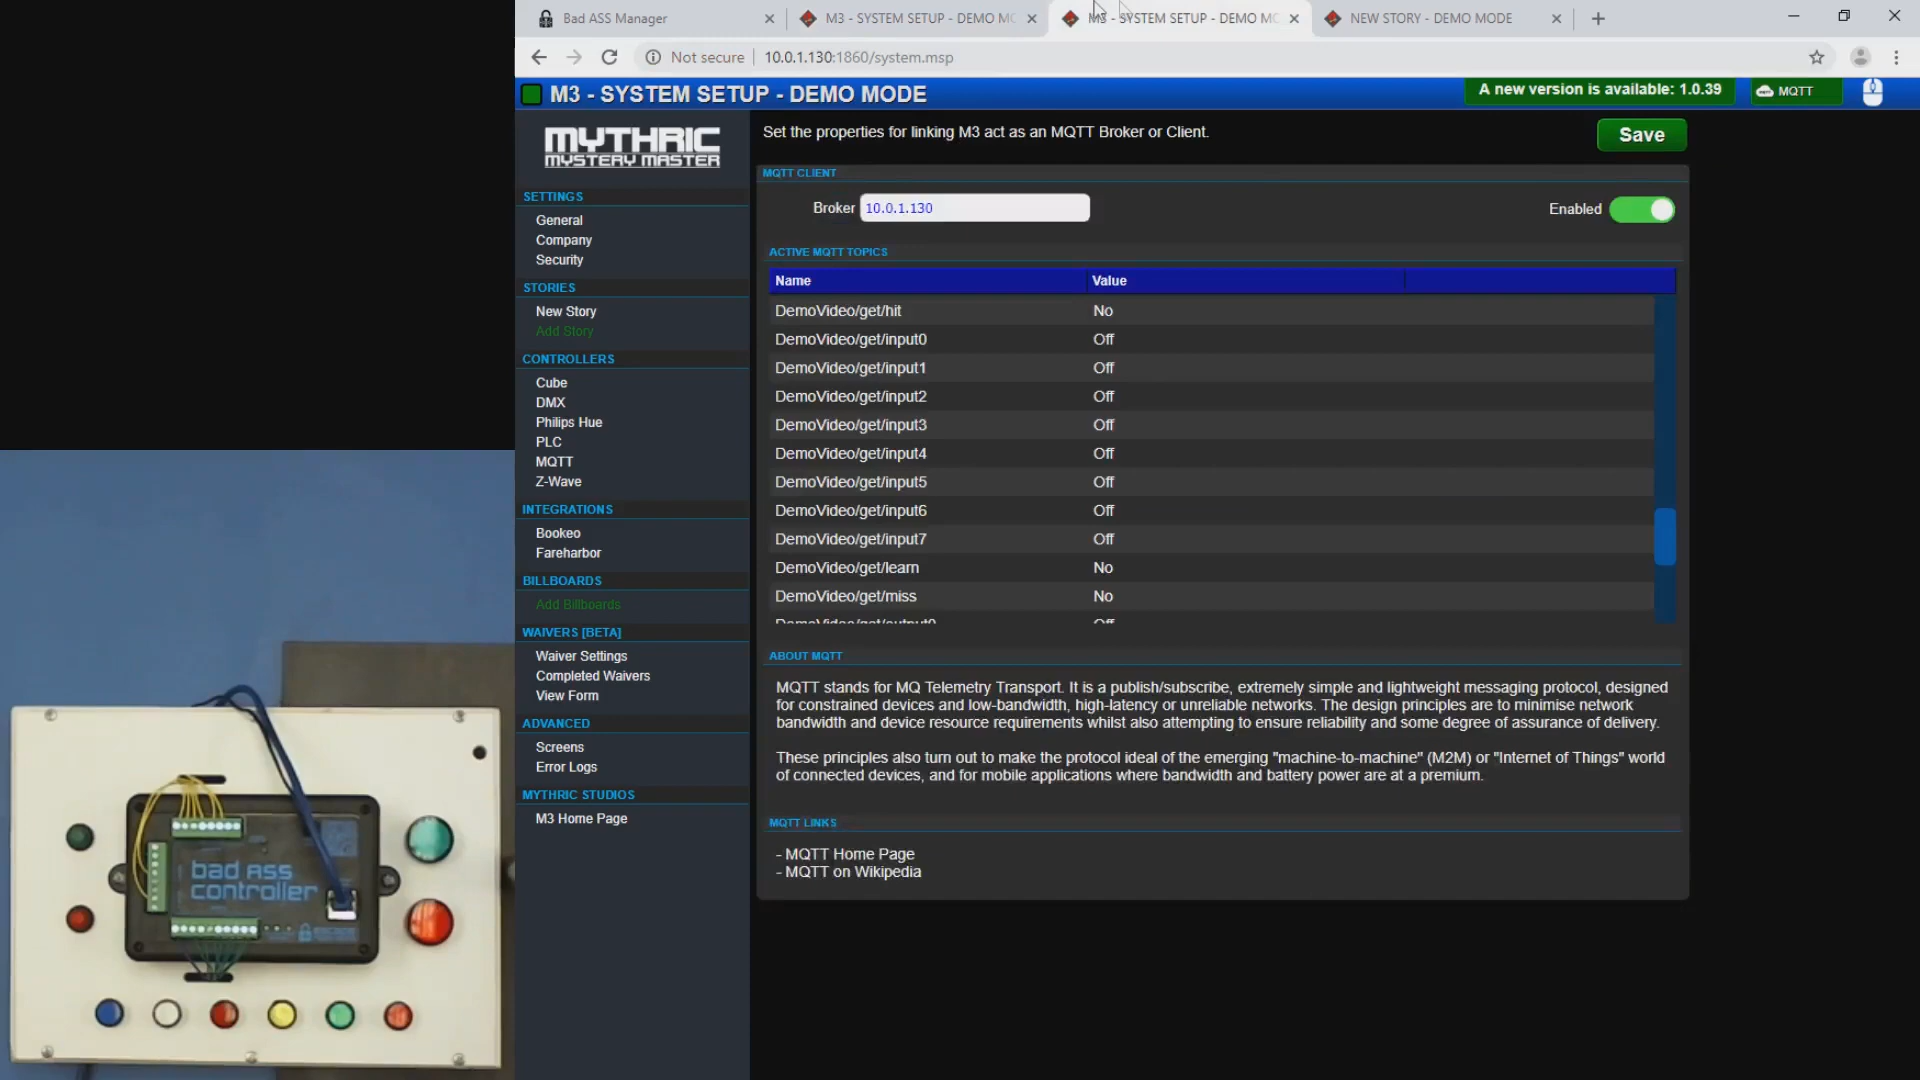 Bad ASS Manager
M3 - SYSTEM SETUP - DEMO MO
M3 - SYSTEM SETUP - DEMO MO
NEW STORY - DEMO MODE
Not secure
10.0.1.130:1860/system.msp
M3 - SYSTEM SETUP - DEMO MODE
A new version is available: 1.0.39
MQTT
MYTHRIC
MYSTERY MASTER
SETTINGS
General
Company
Security
STORIES
New Story
Add Story
CONTROLLERS
Cube
DMX
Philips Hue
PLC
MQTT
Z-Wave
INTEGRATIONS
Bookeo
Fareharbor
BILLBOARDS
Add Billboards
WAIVERS [BETA]
Waiver Settings
Completed Waivers
View Form
ADVANCED
Screens
Error Logs
MYTHRIC STUDIOS
M3 Home Page
Set the properties for linking M3 act as an MQTT Broker or Client.
Save
MQTT CLIENT
Broker 10.0.1.130
Enabled
ACTIVE MQTT TOPICS
Name Value
DemoVideo/get/hit No
DemoVideo/get/input0 Off
DemoVideo/get/input1 Off
DemoVideo/get/input2 Off
DemoVideo/get/input3 Off
DemoVideo/get/input4 Off
DemoVideo/get/input5 Off
DemoVideo/get/input6 Off
DemoVideo/get/input7 Off
DemoVideo/get/learn No
DemoVideo/get/miss No
DemoVideo/get/output0 Off
ABOUT MQTT
MQTT stands for MQ Telemetry Transport. It is a publish/subscribe, extremely simple and lightweight messaging protocol, designed
for constrained devices and low-bandwidth, high-latency or unreliable networks. The design principles are to minimise network
bandwidth and device resource requirements whilst also attempting to ensure reliability and some degree of assurance of delivery.
These principles also turn out to make the protocol ideal of the emerging "machine-to-machine" (M2M) or "Internet of Things" world
of connected devices, and for mobile applications where bandwidth and battery power are at a premium.
MQTT LINKS
- MQTT Home Page
- MQTT on Wikipedia
bad ass
controller